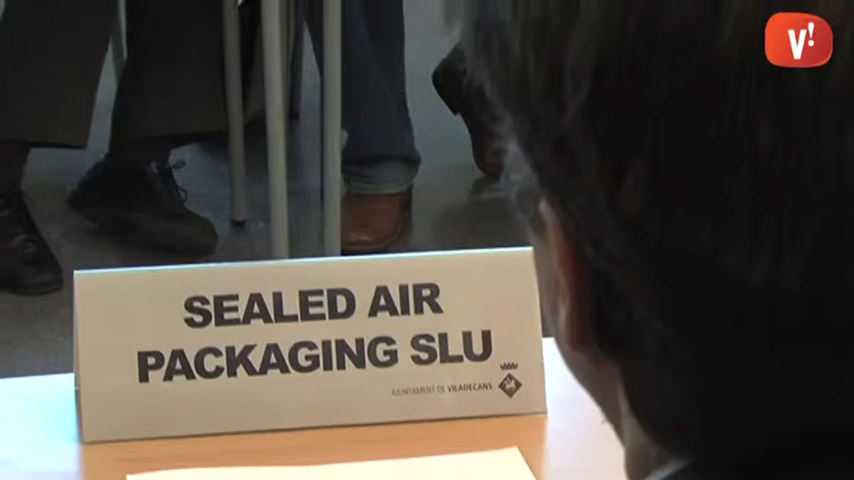 V!
SEALED AIR
PACKAGING SLU
AJUNTAMENT DE VILADECANS